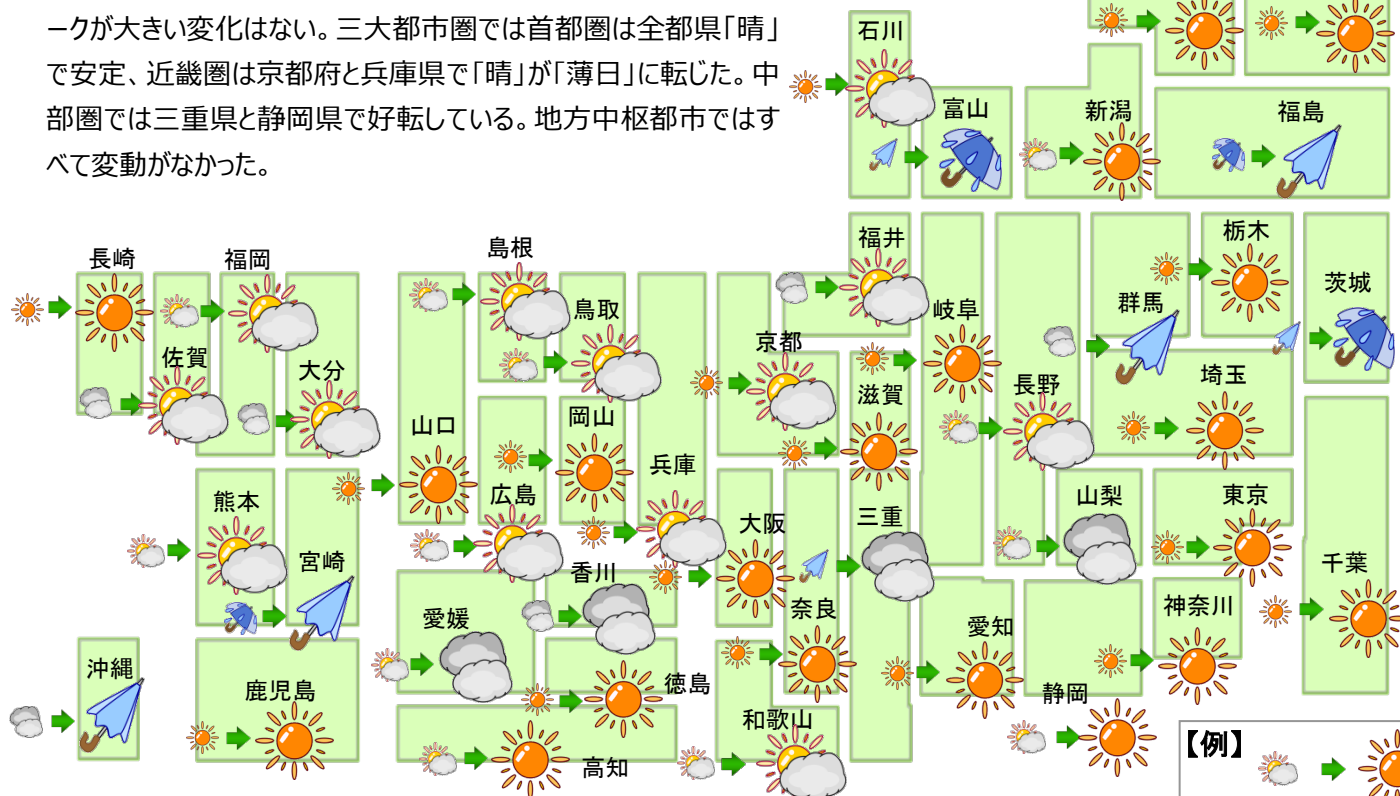 ークが大きい変化はない。三大都市圏では首都圏は全都県「晴」
で安定、近畿圏は京都府と兵庫県で「晴」が「薄日」に転じた。中
部圏では三重県と静岡県で好転している。地方中枢都市ではす
べて変動がなかった。
石川
富山
新潟
福島
福井
栃木
島根
長崎
福岡
茨城
群馬
岐阜
鳥取
京都
佐賀
大分
埼玉
長野
滋賀
岡山
山口
兵庫
広島
山梨
東京
熊本
大阪
三重
宮崎
千葉
香川
奈良
神奈川
愛媛
愛知
沖縄
鹿児島
徳島
静岡
和歌山
高知
【例】